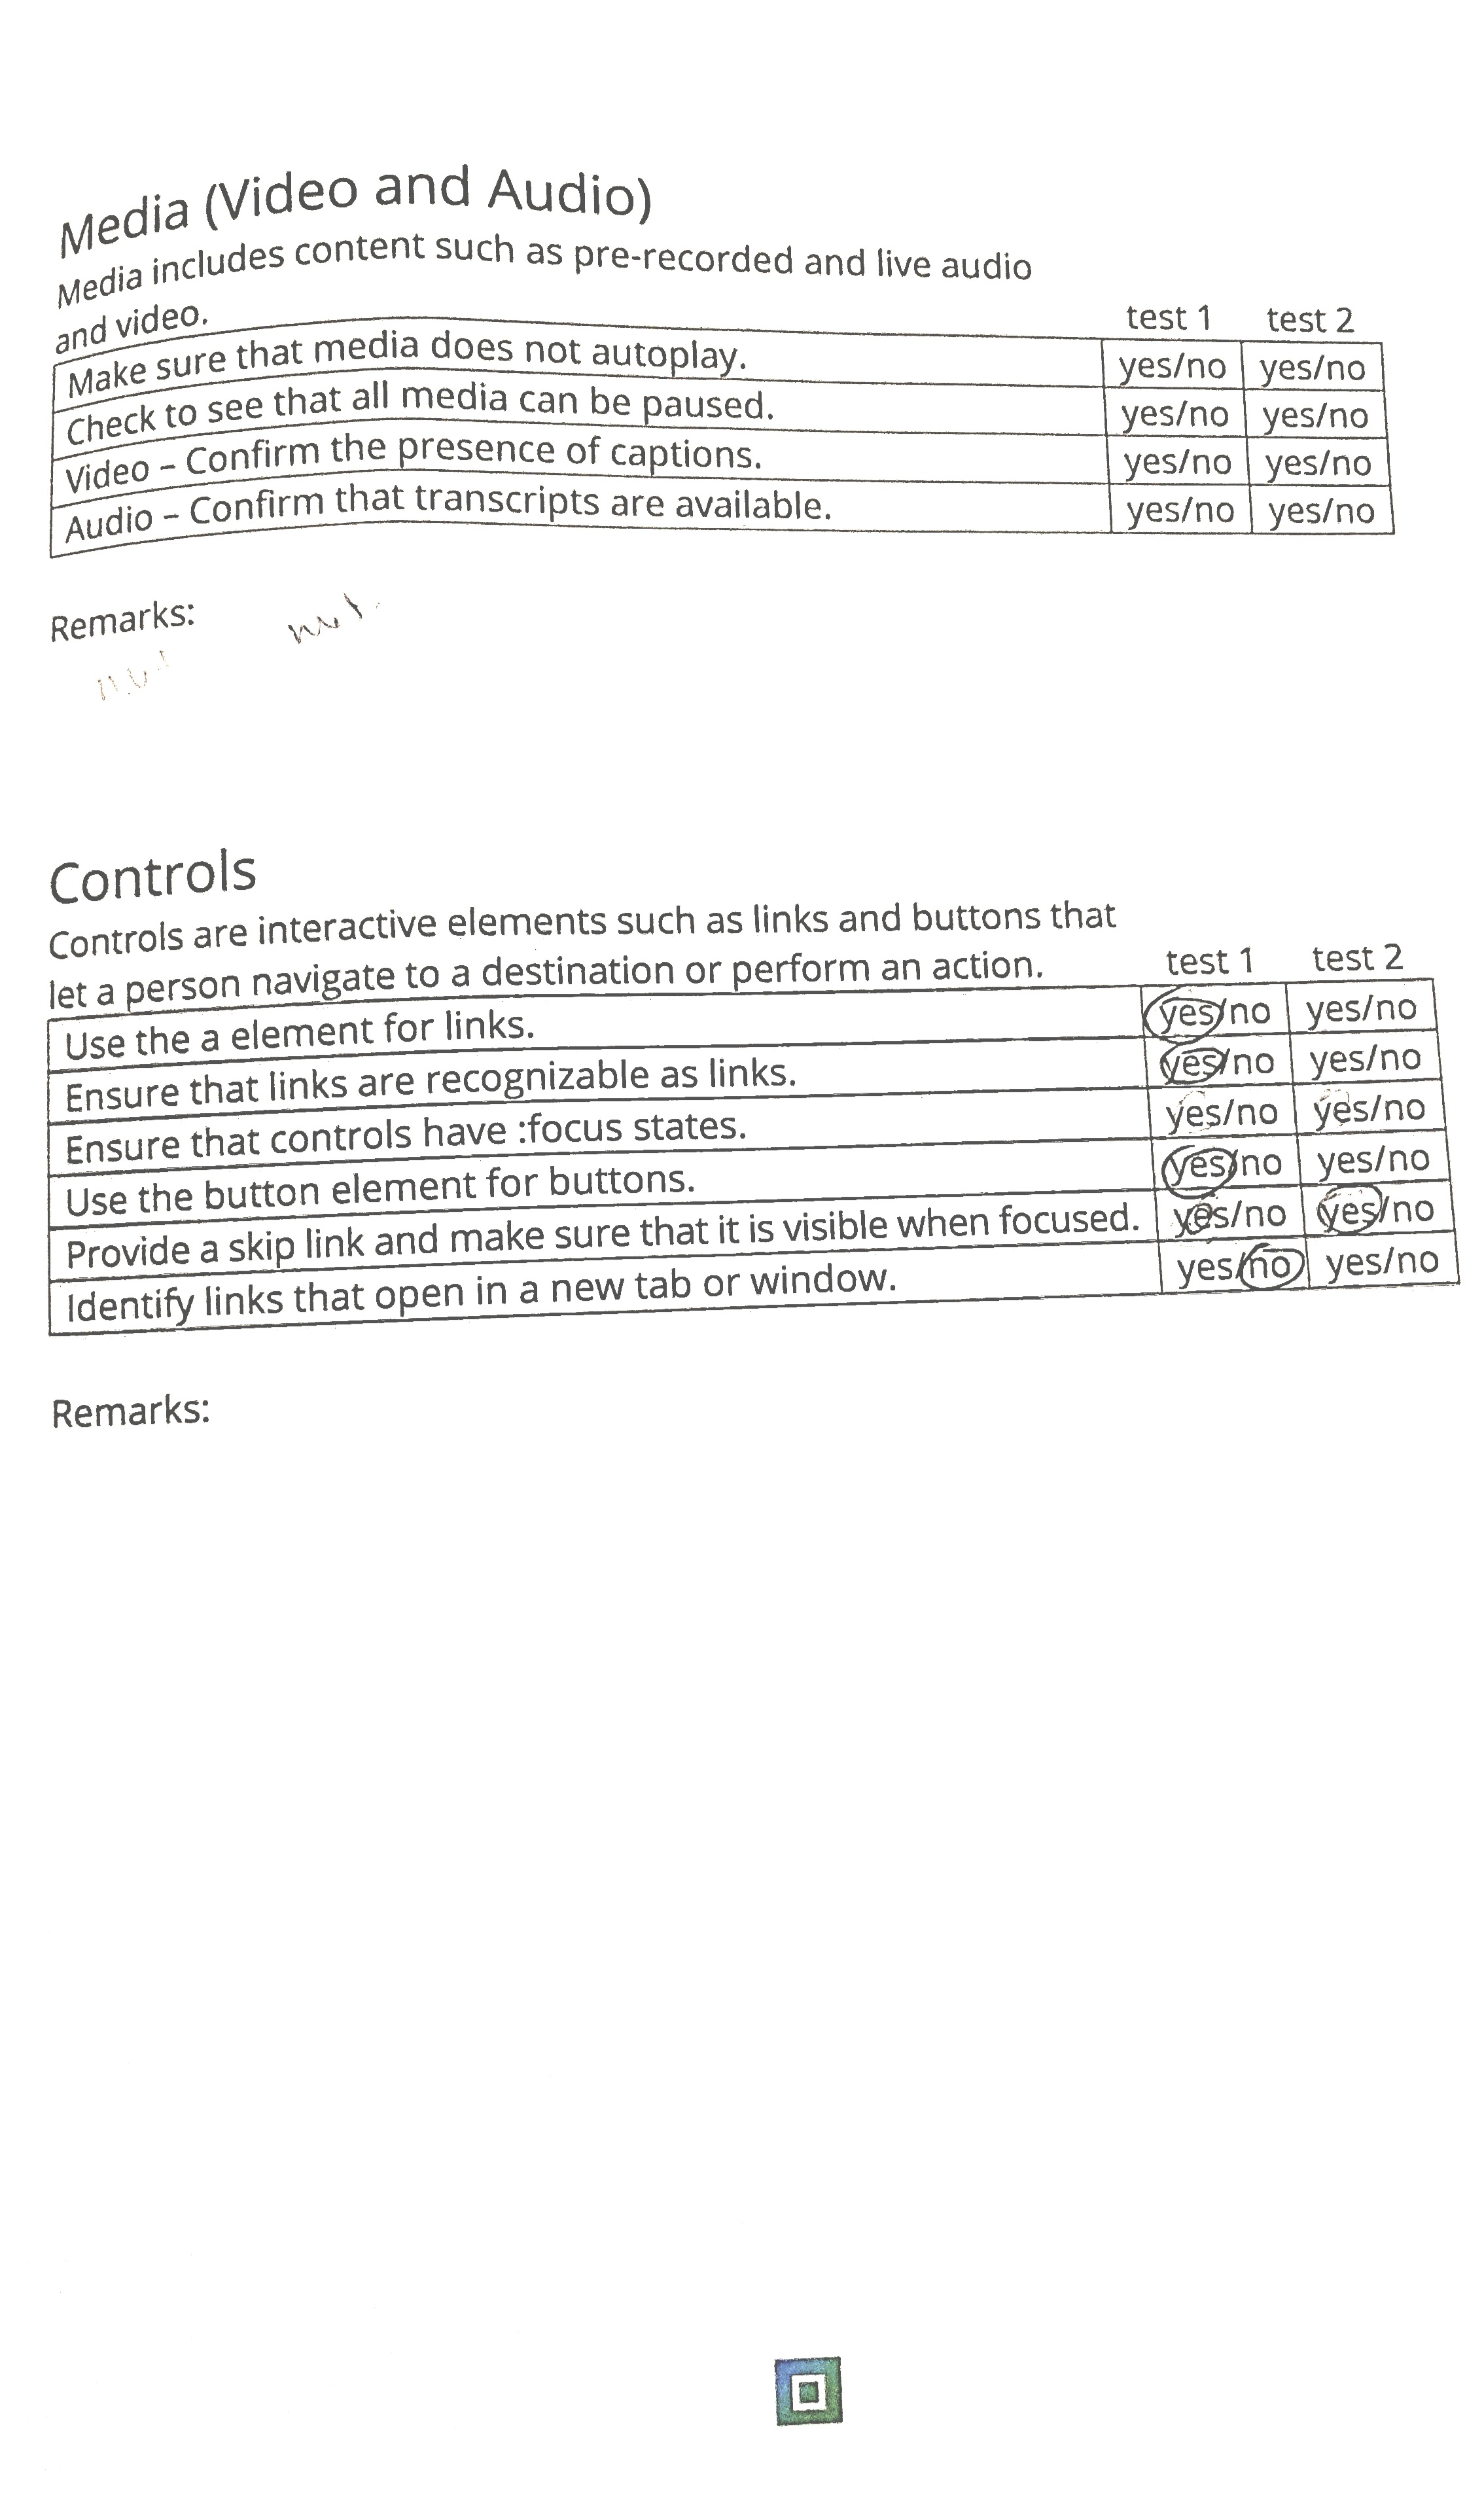 Media (Video and Audio)
Media includes content such as pre-recorded and live audio
and video.
test 1 test 2
Make sure that media does not autoplay. yes/no yes/no
Check to see that all media can be paused. yes/no yes/no
Video – Confirm the presence of captions. yes/no yes/no
Audio – Confirm that transcripts are available. yes/no yes/no
Remarks:
Controls
Controls are interactive elements such as links and buttons that
let a person navigate to a destination or perform an action. test 1 test 2
Use the a element for links. yes/no yes/no
Ensure that links are recognizable as links. yes/no yes/no
Ensure that controls have :focus states. yes/no yes/no
Use the button element for buttons. yes/no yes/no
Provide a skip link and make sure that it is visible when focused. yes/no yes/no
Identify links that open in a new tab or window. yes/no yes/no
Remarks: